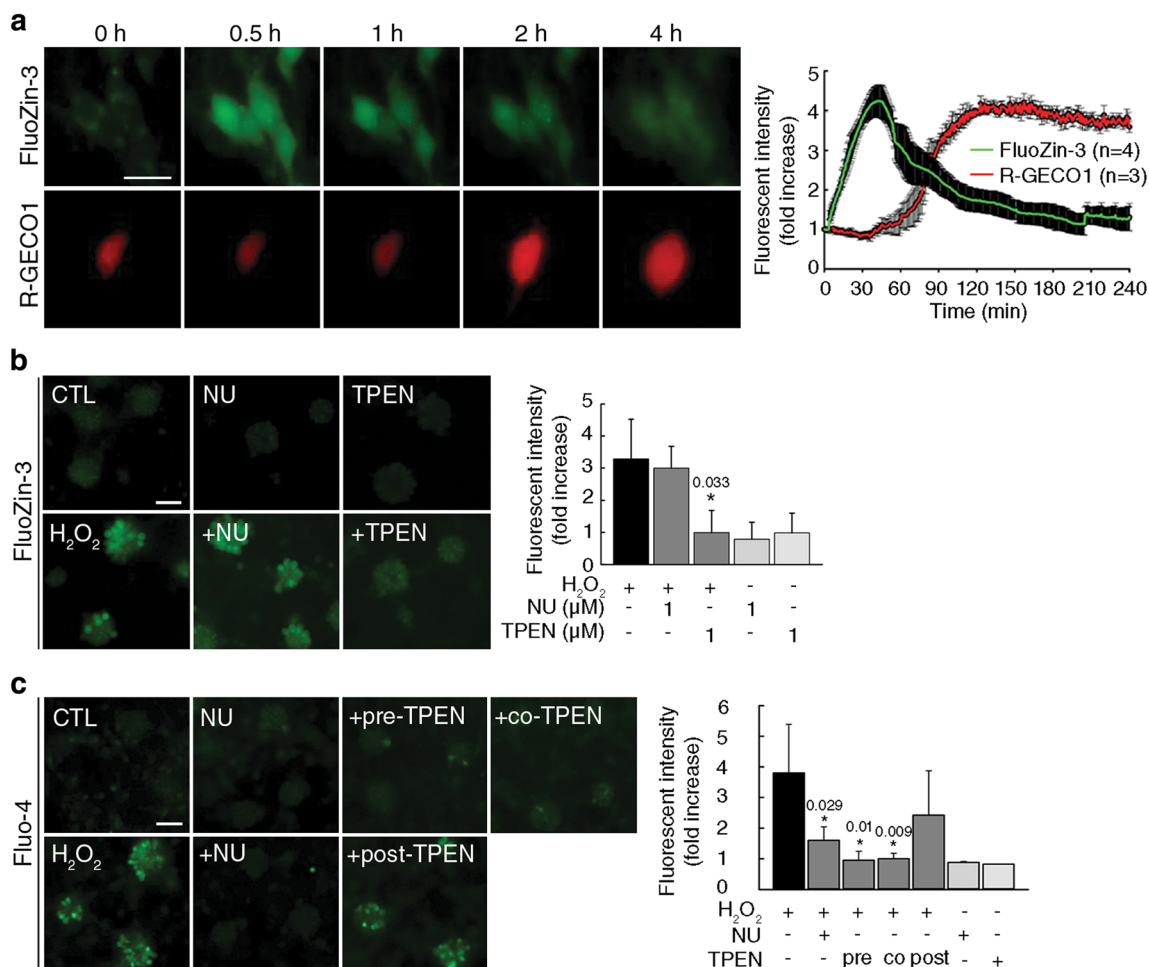 a
0 h 0.5 h 1 h 2 h 4 h
FluoZin-3
R-GECO1
Fluorescent intensity
(fold increase)
5
4
3
2
1
0
FluoZin-3 (n=4)
R-GECO1 (n=3)
0 30 60 90 120 150 180 210 240
Time (min)
b
FluoZin-3
CTL NU TPEN
H2O2 +NU +TPEN
Fluorescent intensity
(fold increase)
5
4
3
2
1
0
0.033
*
H2O2 + + + - -
NU (µM) - 1 - 1 -
TPEN (µM) - - 1 - 1
c
Fluo-4
CTL NU +pre-TPEN +co-TPEN
H2O2 +NU +post-TPEN
Fluorescent intensity
(fold increase)
6
5
4
3
2
1
0
0.029
*
0.01
*
0.009
*
H2O2 + + + + + - -
NU - + - - - + -
TPEN - - pre co post - +